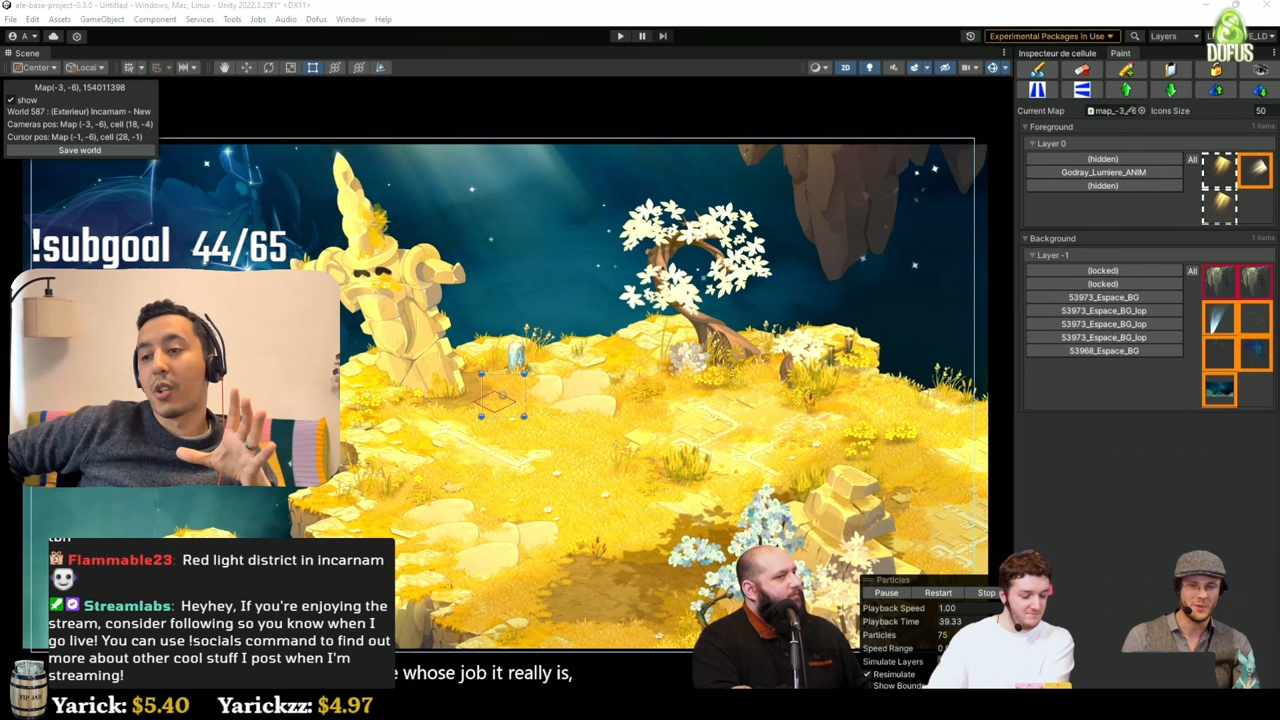 ale-base-project-0.3.0 - Untitled - Windows, Mac, Linux - Unity 2022.3.20f1* <DX11>
File Edit Assets GameObject Component Services Tools Jobs Audio Dofus Window Help
A Experimental Packages In Use Layers
Scene Inspecteur de cellule Paint
DOFUS
Center Local 2D
Map(-3, -6), 154011398
show
World 587 : (Exterieur) Incarnam - New
Cameras pos: Map (-3, -6), cell (18, -4)
Cursor pos: Map (-1, -6), cell (28, -1)
Save world
Current Map Icons Size 50
Foreground 1 items
Layer 0
(hidden) All
Godray_Lumiere_ANIM
(hidden)
Background 1 items
Layer -1
(locked) All
(locked)
53973_Espace_BG
53973_Espace_BG_lop
53973_Espace_BG_lop
53973_Espace_BG_lop
53968_Espace_BG
!subgoal 44/65
Flammable23: Red light district in incarnam
Streamlabs: Heyhey, If you're enjoying the
stream, consider following so you know when I
go live! You can use !socials command to find out
more about other cool stuff I post when I'm
streaming!
Particles
Pause Restart Stop
Playback Speed 1.00
Playback Time 39.33
Particles 75
Speed Range
Simulate Layers
Resimulate
Show Bound
e whose job it really is,
TIP JAR
Yarick: $5.40 Yarickzz: $4.97